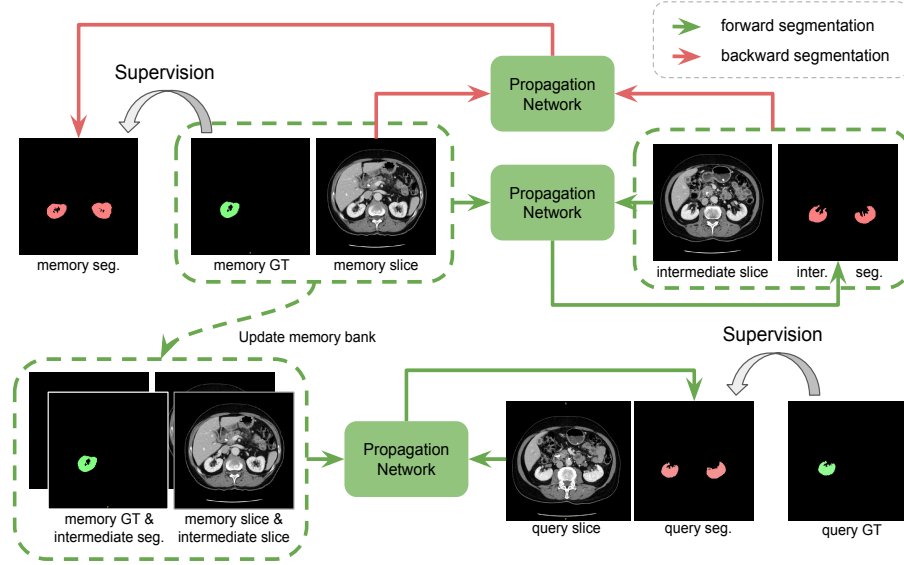 forward segmentation
backward segmentation
Propagation
Network
Supervision
Propagation
Network
memory seg.
memory GT
memory slice
intermediate slice
inter. seg.
Update memory bank
Supervision
Propagation
Network
memory GT &
intermediate seg.
memory slice &
intermediate slice
query slice
query seg.
query GT